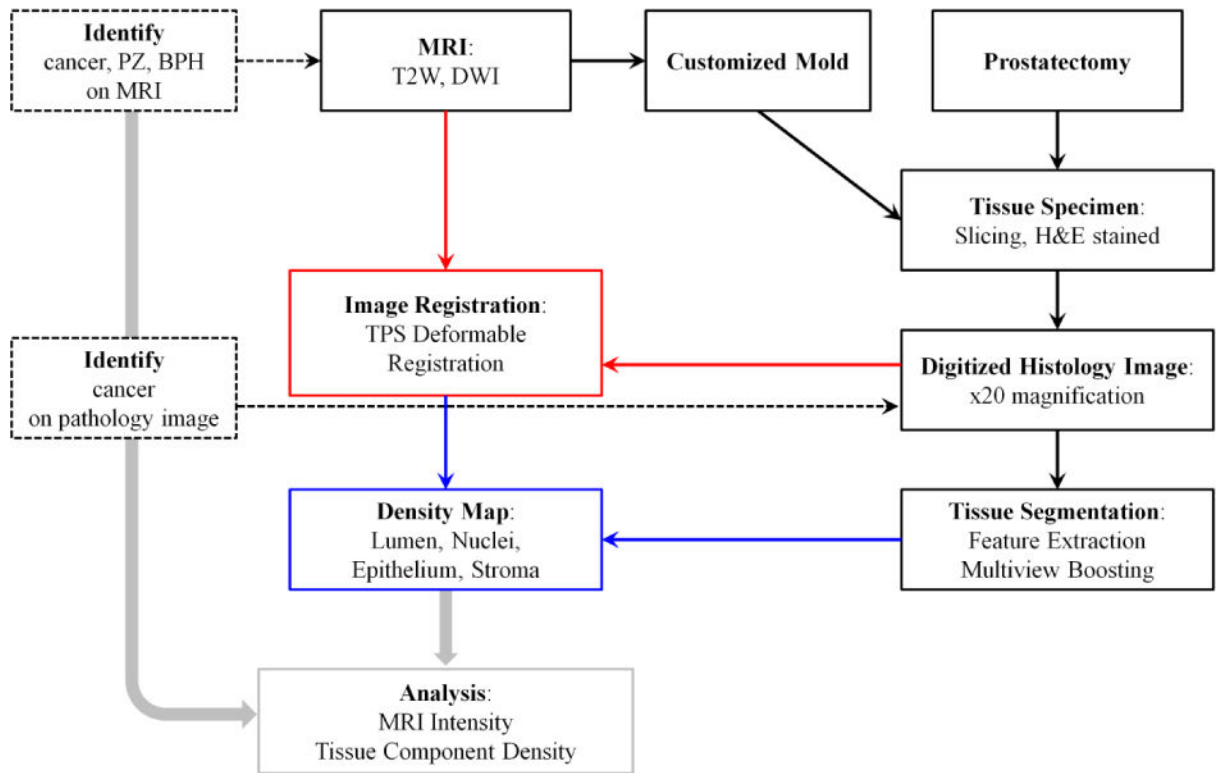 Identify
cancer, PZ, BPH
on MRI
MRI:
T2W, DWI
Customized Mold
Prostatectomy
Tissue Specimen:
Slicing, H&E stained
Image Registration:
TPS Deformable
Registration
Identify
cancer
on pathology image
Digitized Histology Image:
x20 magnification
Density Map:
Lumen, Nuclei,
Epithelium, Stroma
Tissue Segmentation:
Feature Extraction
Multiview Boosting
Analysis:
MRI Intensity
Tissue Component Density